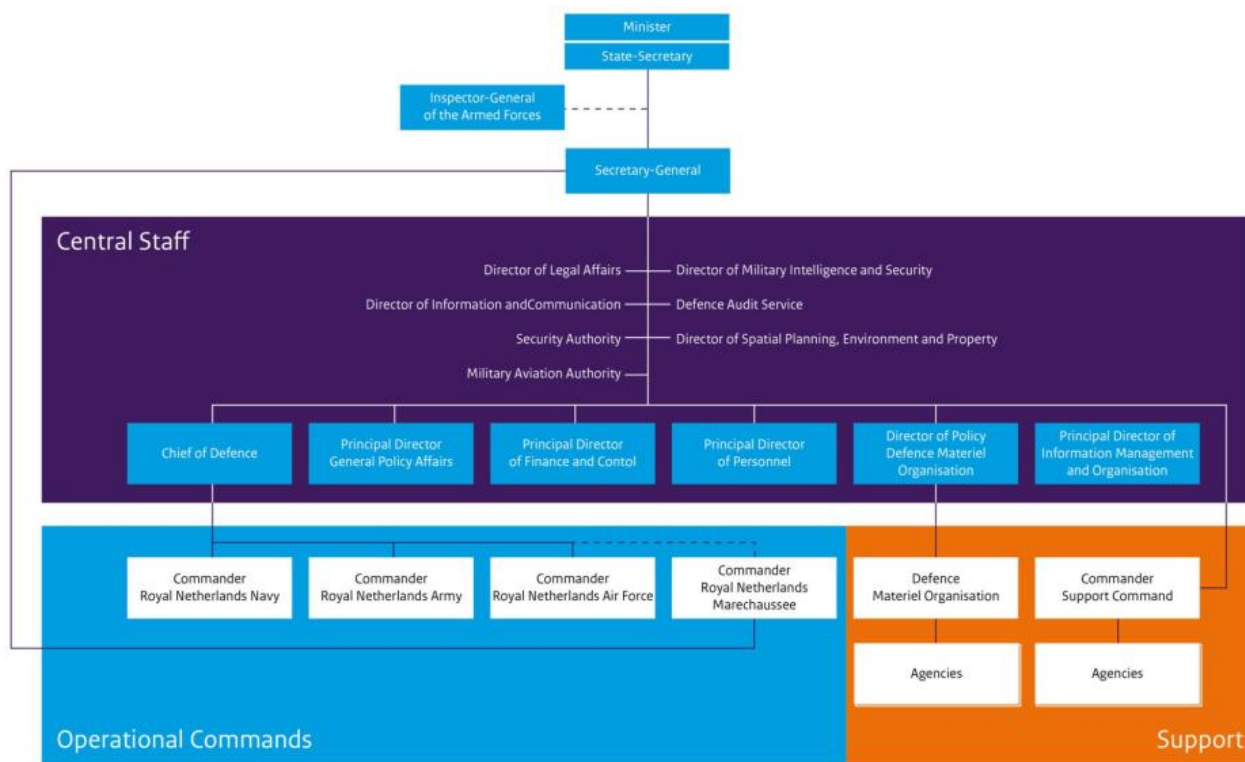 Minister
State-Secretary
Inspector-General
of the Armed Forces
Secretary-General
Central Staff
Director of Legal Affairs
Director of Military Intelligence and Security
Director of Information andCommunication
Defence Audit Service
Security Authority
Director of Spatial Planning, Environment and Property
Military Aviation Authority
Chief of Defence
Principal Director
General Policy Affairs
Principal Director
of Finance and Contol
Principal Director
of Personnel
Director of Policy
Defence Materiel
Organisation
Principal Director of
Information Management
and Organisation
Commander
Royal Netherlands Navy
Commander
Royal Netherlands Army
Commander
Royal Netherlands Air Force
Commander
Royal Netherlands
Marechaussee
Defence
Materiel Organisation
Commander
Support Command
Agencies
Agencies
Operational Commands
Support